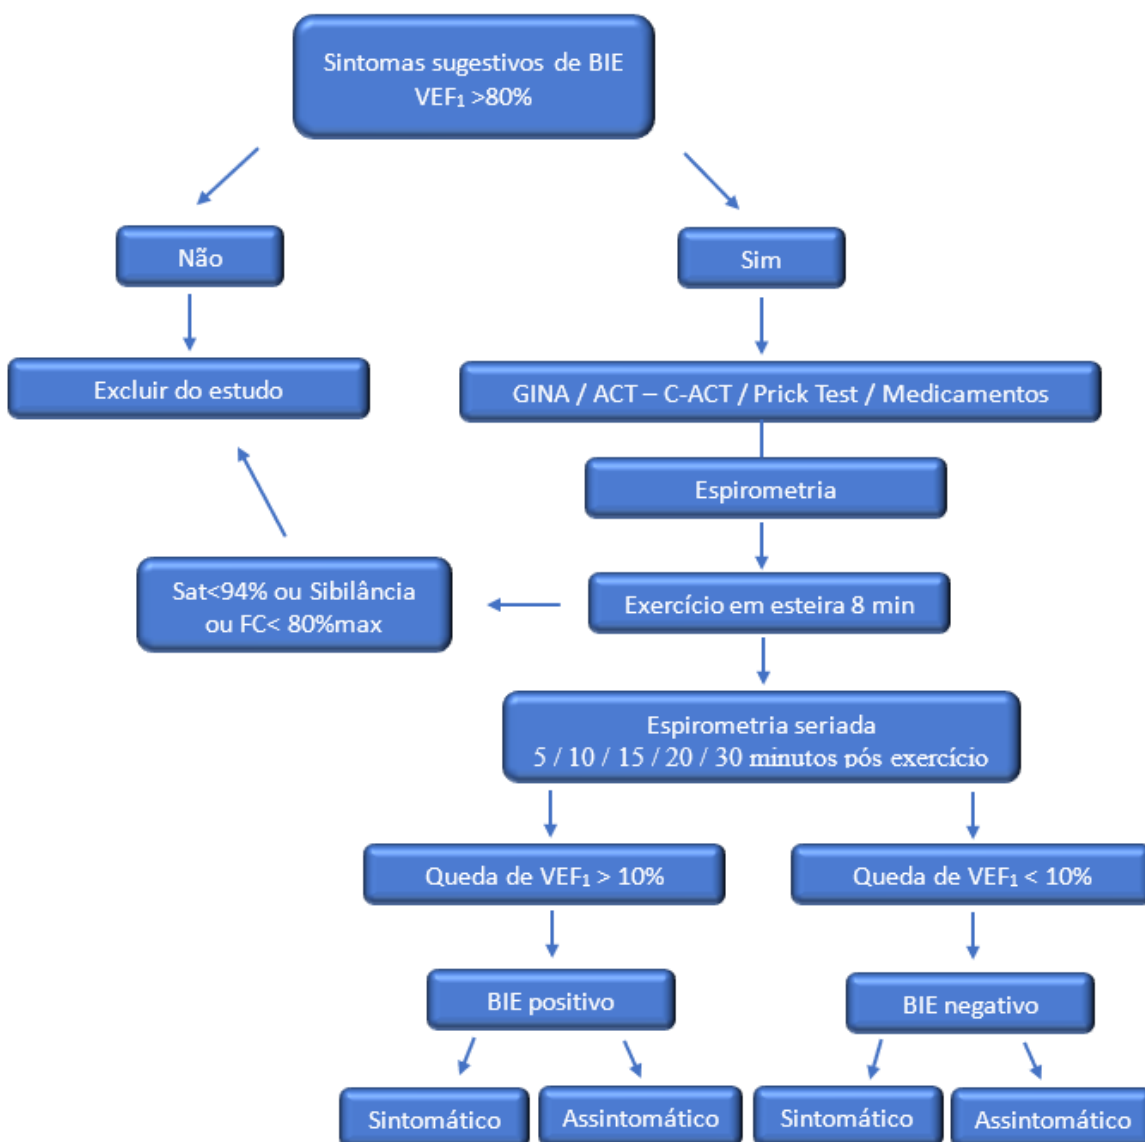 Sintomas sugestivos de BIE
VEF₁ >80%
Não
Sim
Excluir do estudo
GINA / ACT – C-ACT / Prick Test / Medicamentos
Espirometria
Sat<94% ou Sibilância
ou FC< 80%max
Exercício em esteira 8 min
Espirometria seriada
5 / 10 / 15 / 20 / 30 minutos pós exercício
Queda de VEF₁ > 10%
Queda de VEF₁ < 10%
BIE positivo
BIE negativo
Sintomático
Assintomático
Sintomático
Assintomático